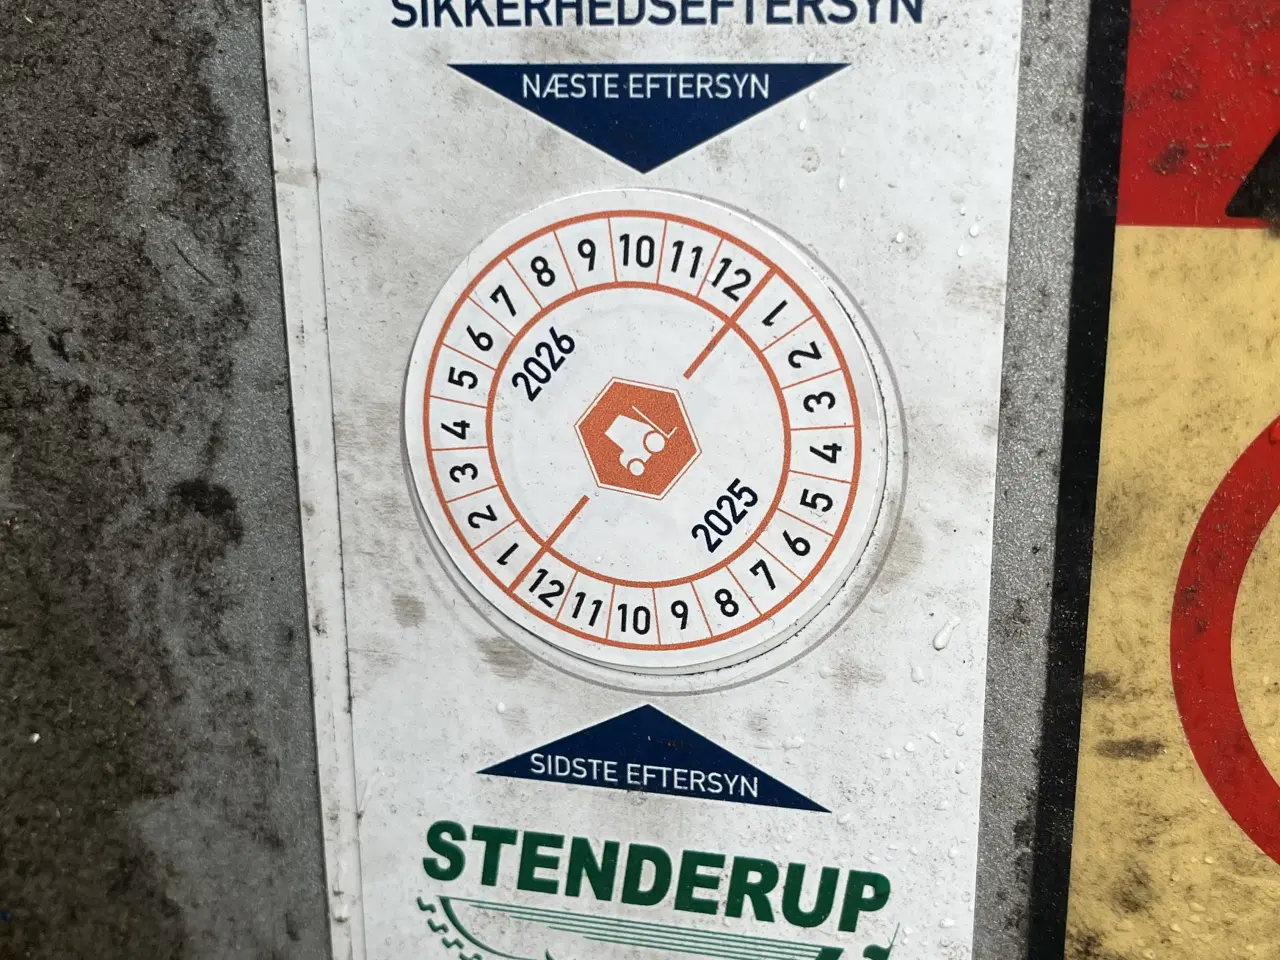 SIKKERHEDSEFTERSYN
NÆSTE EFTERSYN
7 8 9 10 11 12 1 2 3 4 5 6
2026
2025
6 5 4 3 2 1 12 11 10 9 8 7
SIDSTE EFTERSYN
STENDERUP